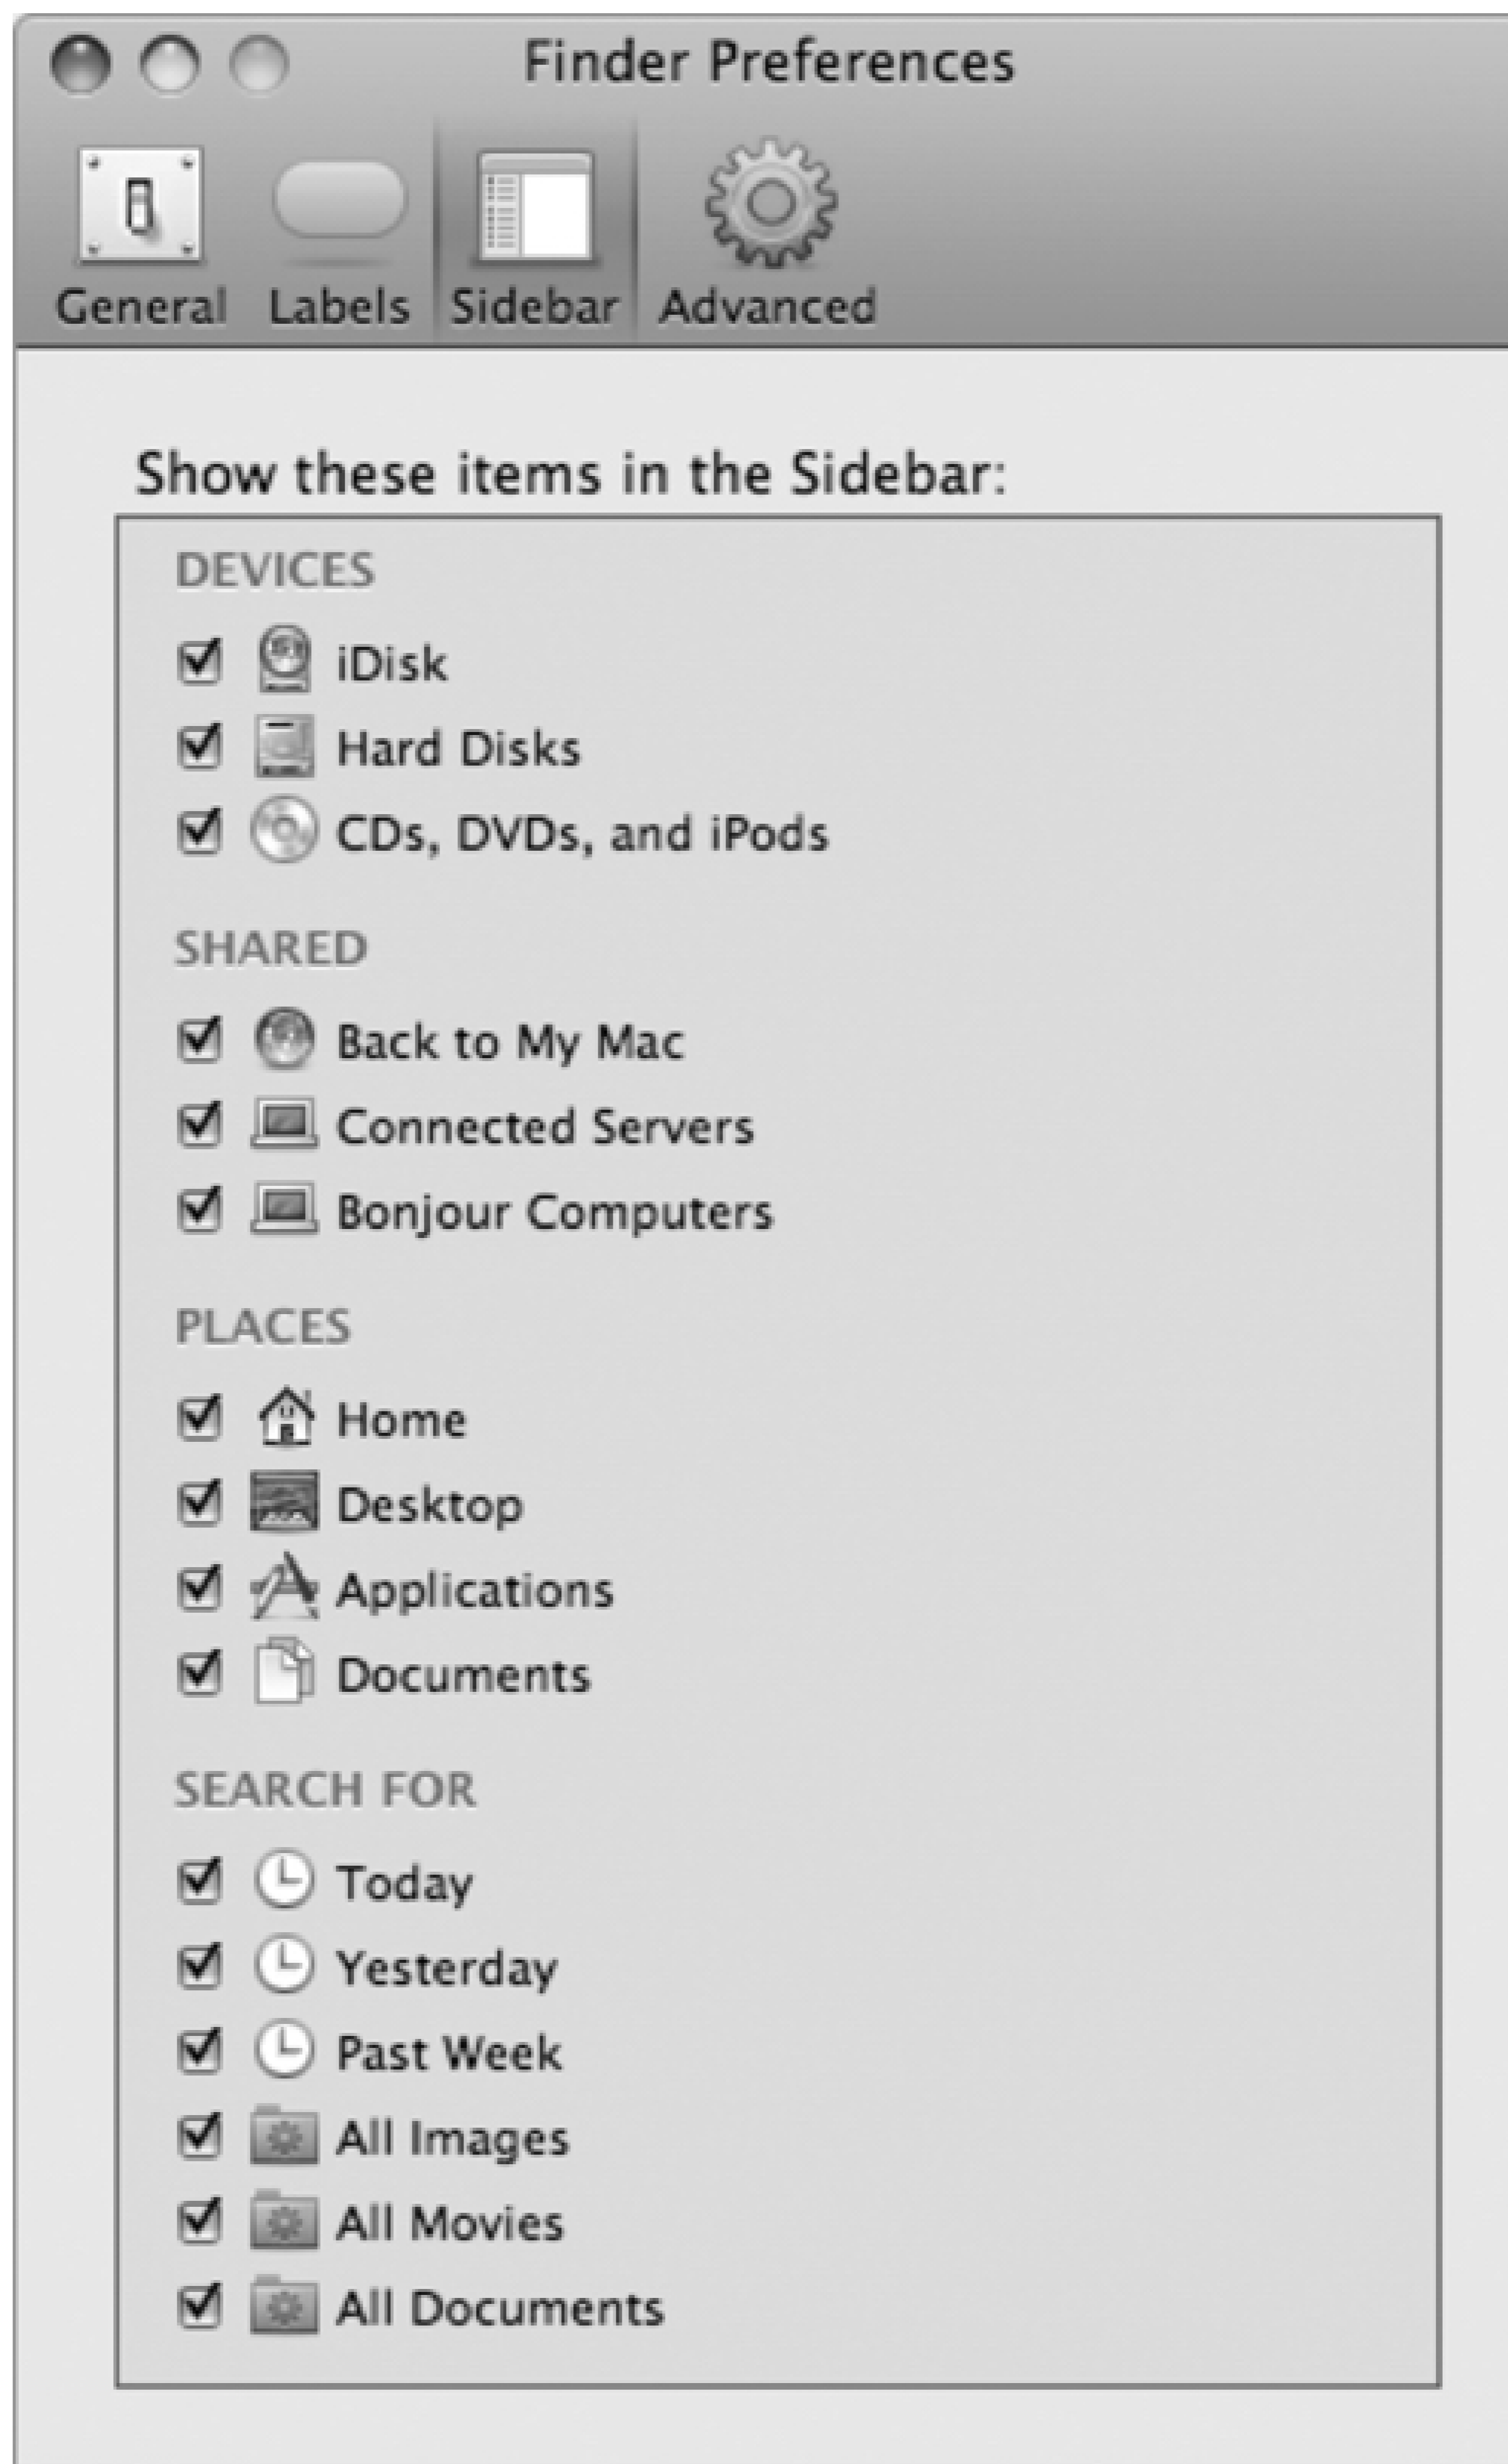 Finder Preferences
General Labels Sidebar Advanced
Show these items in the Sidebar:
DEVICES
iDisk
Hard Disks
CDs, DVDs, and iPods
SHARED
Back to My Mac
Connected Servers
Bonjour Computers
PLACES
Home
Desktop
Applications
Documents
SEARCH FOR
Today
Yesterday
Past Week
All Images
All Movies
All Documents